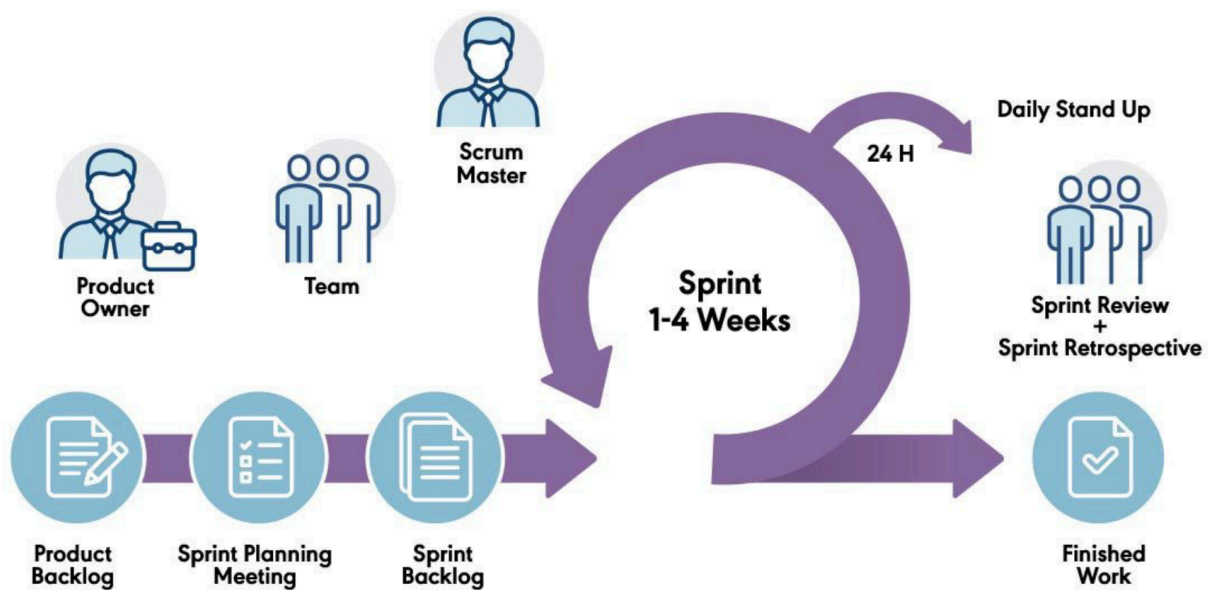 Scrum
Master
Product
Owner
Team
Daily Stand Up
24 H
Sprint
1-4 Weeks
Sprint Review
+
Sprint Retrospective
Product
Backlog
Sprint Planning
Meeting
Sprint
Backlog
Finished
Work